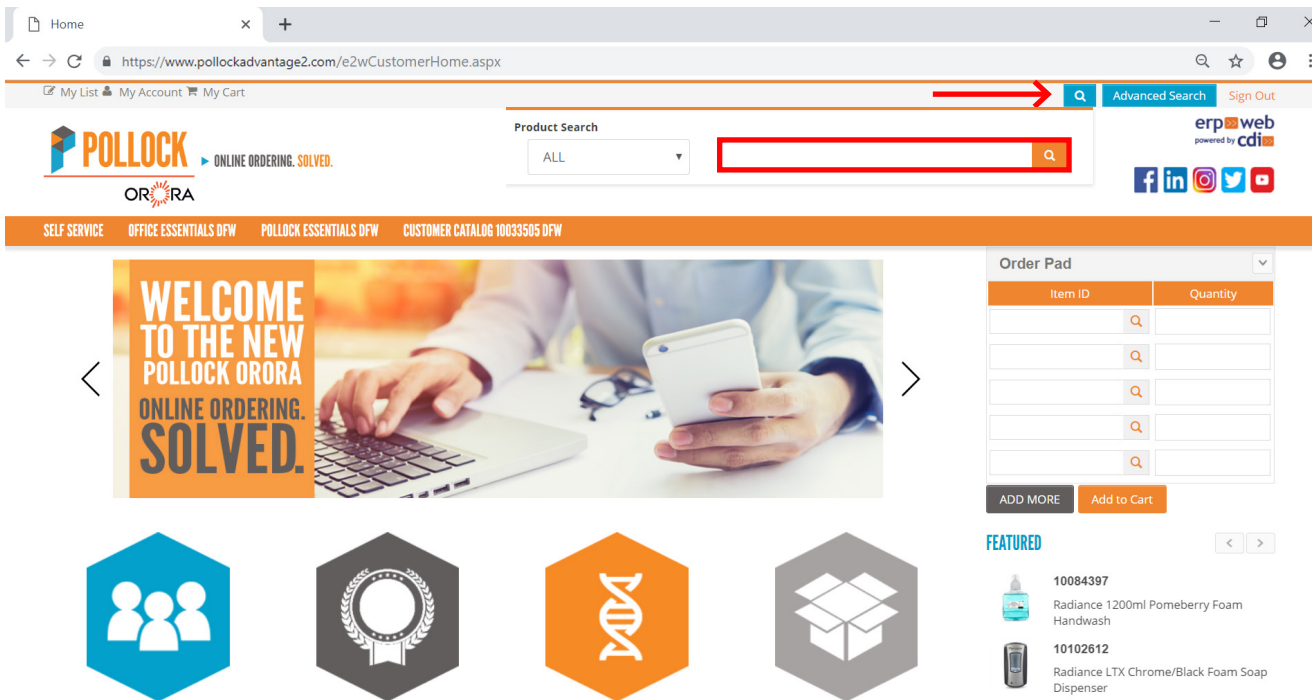 Home
https://www.pollockadvantage2.com/e2wCustomerHome.aspx
My List My Account My Cart
Advanced Search Sign Out
POLLOCK ONLINE ORDERING. SOLVED.
ORORA
Product Search
ALL
erp web
powered by cdi
f in
SELF SERVICE OFFICE ESSENTIALS DFW POLLOCK ESSENTIALS DFW CUSTOMER CATALOG 10033505 DFW
WELCOME
TO THE NEW
POLLOCK ORORA
ONLINE ORDERING.
SOLVED.
Order Pad
Item ID Quantity
ADD MORE Add to Cart
FEATURED
10084397
Radiance 1200ml Pomeberry Foam
Handwash
10102612
Radiance LTX Chrome/Black Foam Soap
Dispenser